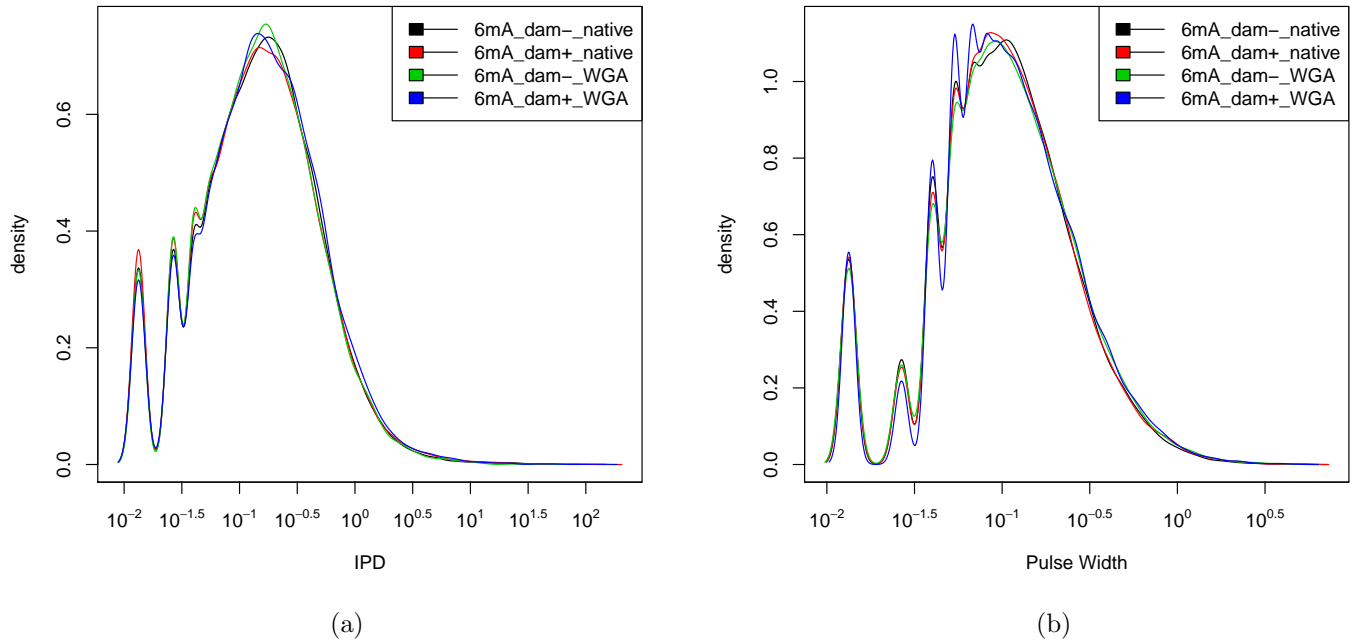 6mA_dam−_native
6mA_dam+_native
6mA_dam−_WGA
6mA_dam+_WGA
density
0.0
0.2
0.4
0.6
10^-2
10^-1.5
10^-1
10^-0.5
10^0
10^0.5
10^1
10^1.5
10^2
IPD
(a)
6mA_dam−_native
6mA_dam+_native
6mA_dam−_WGA
6mA_dam+_WGA
density
0.0
0.2
0.4
0.6
0.8
1.0
10^-2
10^-1.5
10^-1
10^-0.5
10^0
10^0.5
Pulse Width
(b)